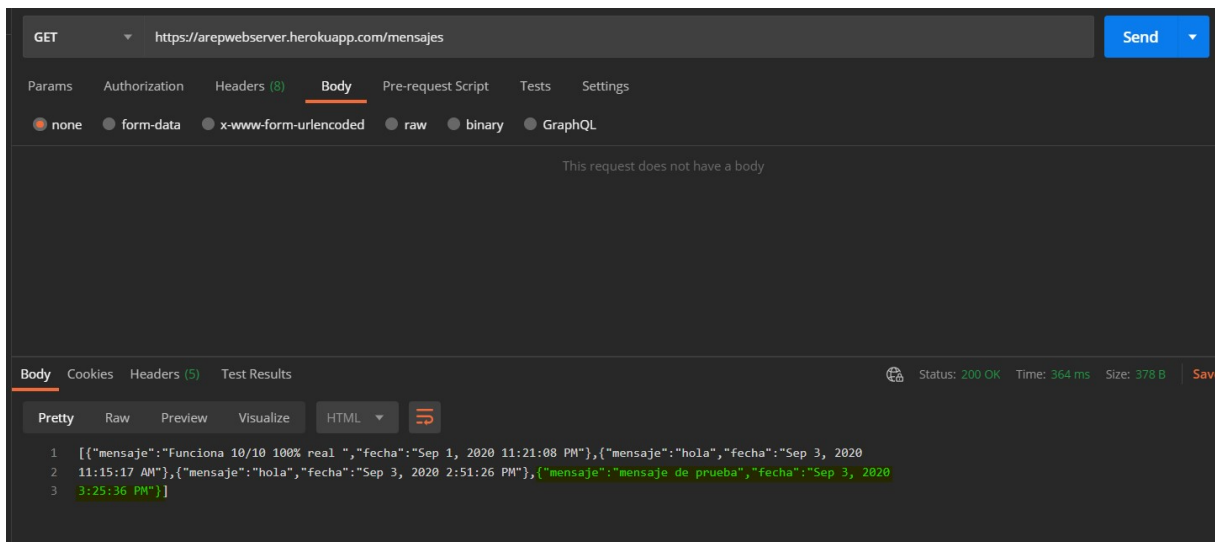 GET https://arepwebserver.herokuapp.com/mensajes Send
Params Authorization Headers (8) Body Pre-request Script Tests Settings
none form-data x-www-form-urlencoded raw binary GraphQL
This request does not have a body
Body Cookies Headers (5) Test Results Status: 200 OK Time: 364 ms Size: 378 B Sav
Pretty Raw Preview Visualize HTML
1 [{"mensaje":"Funciona 10/10 100% real ","fecha":"Sep 1, 2020 11:21:08 PM"},{"mensaje":"hola","fecha":"Sep 3, 2020
2 11:15:17 AM"},{"mensaje":"hola","fecha":"Sep 3, 2020 2:51:26 PM"},{"mensaje":"mensaje de prueba","fecha":"Sep 3, 2020
3 3:25:36 PM"}]